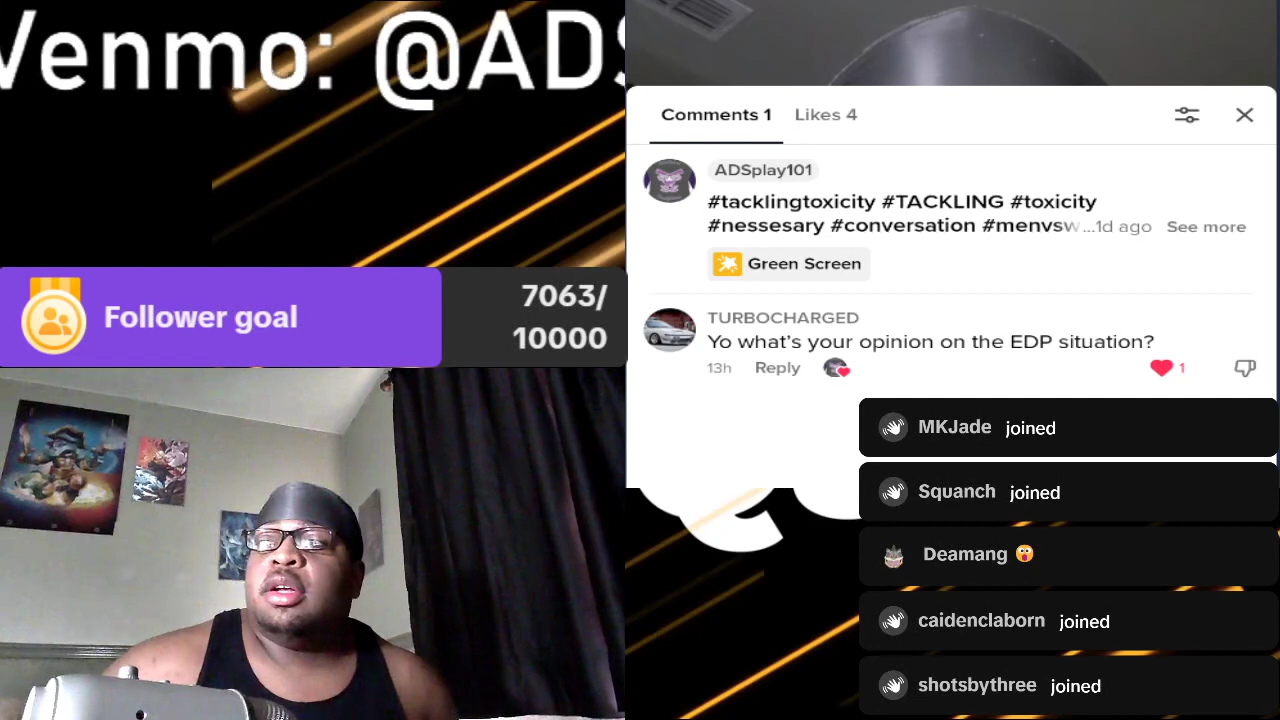 Venmo: @ADS
Follower goal
7063/
10000
Comments 1
Likes 4
ADSplay101
#tacklingtoxicity #TACKLING #toxicity
#nessesary #conversation #menvsw...1d ago See more
Green Screen
TURBOCHARGED
Yo what's your opinion on the EDP situation?
13h Reply 1
MKJade joined
Squanch joined
Deamang 😲
caidenclaborn joined
shotsbythree joined